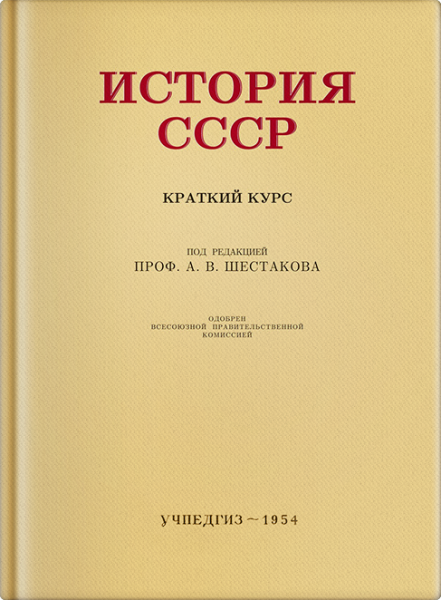 ИСТОРИЯ
СССР
КРАТКИЙ КУРС
ПОД РЕДАКЦИЕЙ
ПРОФ. А. В. ШЕСТАКОВА
ОДОБРЕН
ВСЕСОЮЗНОЙ ПРАВИТЕЛЬСТВЕННОЙ
КОМИССИЕЙ
УЧПЕДГИЗ ~ 1954